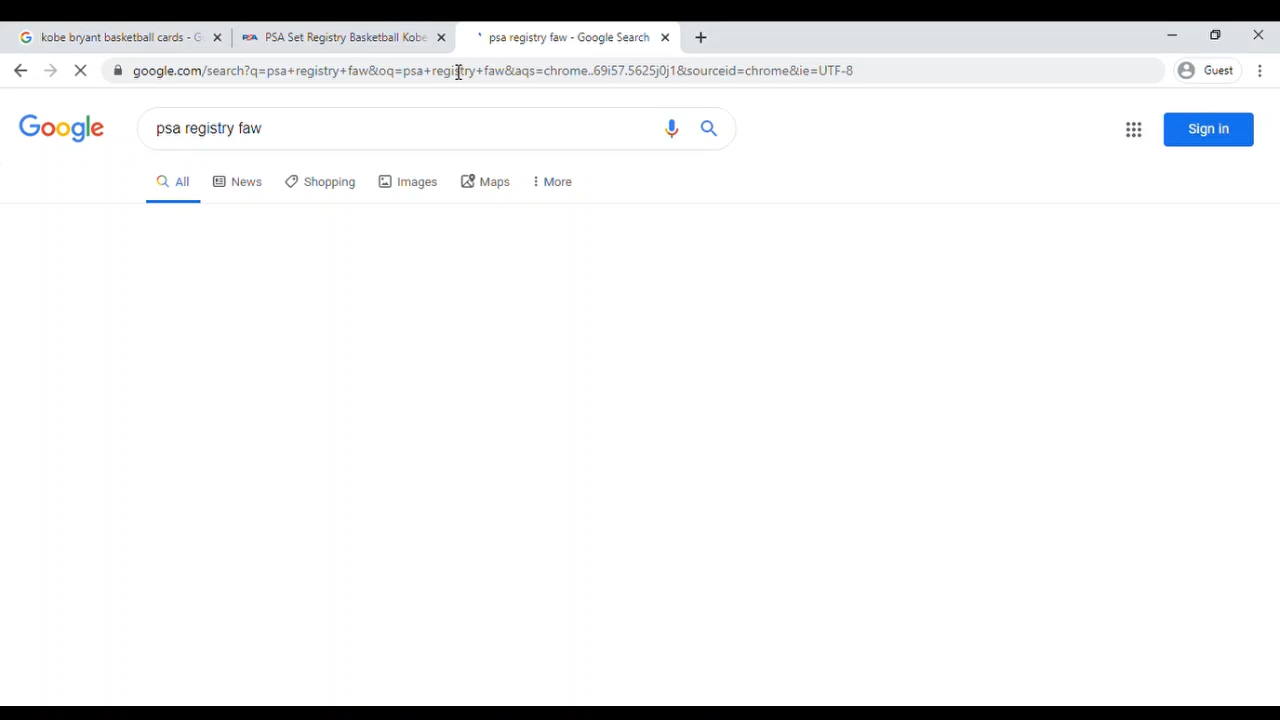 kobe bryant basketball cards - G
PSA PSA Set Registry Basketball Kobe
psa registry faw - Google Search
google.com/search?q=psa+registry+faw&oq=psa+registry+faw&aqs=chrome..69i57.5625j0j1&sourceid=chrome&ie=UTF-8
Guest
Google
psa registry faw
Sign in
All
News
Shopping
Images
Maps
More